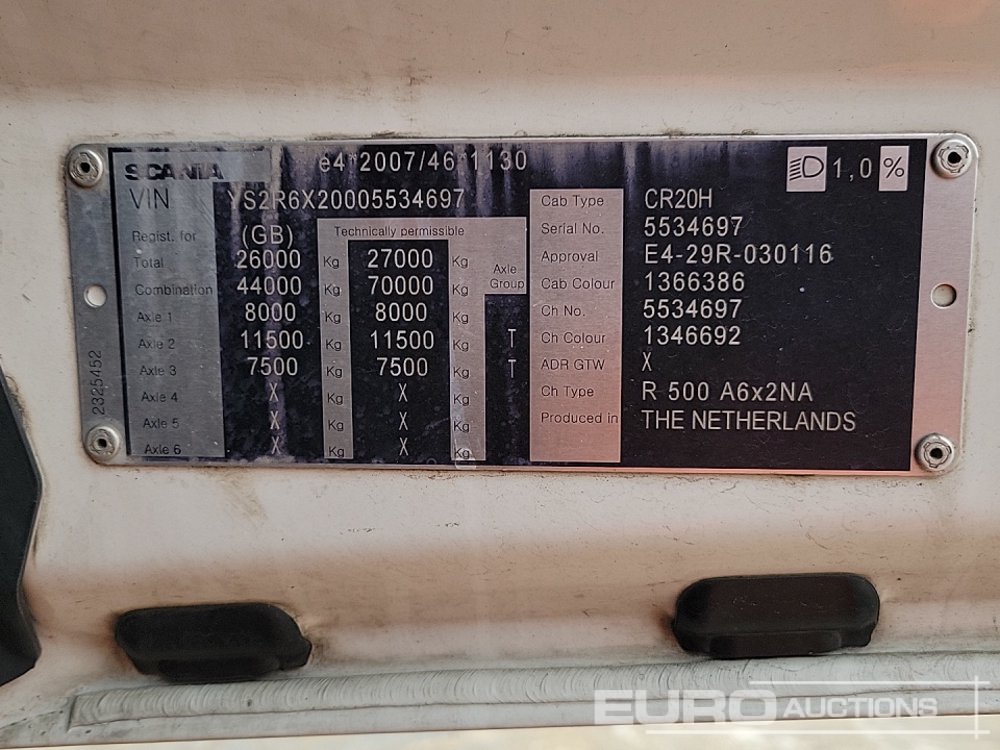 SCANIA e4*2007/46*1130 1,0 %
VIN YS2R6X20005534697
Regist. for (GB) Technically permissible
Total 26000 Kg 27000 Kg Axle Group
Combination 44000 Kg 70000 Kg
Axle 1 8000 Kg 8000 Kg
Axle 2 11500 Kg 11500 Kg T
Axle 3 7500 Kg 7500 Kg T
Axle 4 X Kg X Kg
Axle 5 X Kg X Kg
Axle 6 X Kg X Kg
Cab Type CR20H
Serial No. 5534697
Approval E4-29R-030116
Cab Colour 1366386
Ch No. 5534697
Ch Colour 1346692
ADR GTW X
Ch Type R 500 A6x2NA
Produced in THE NETHERLANDS
2325452
EURO AUCTIONS